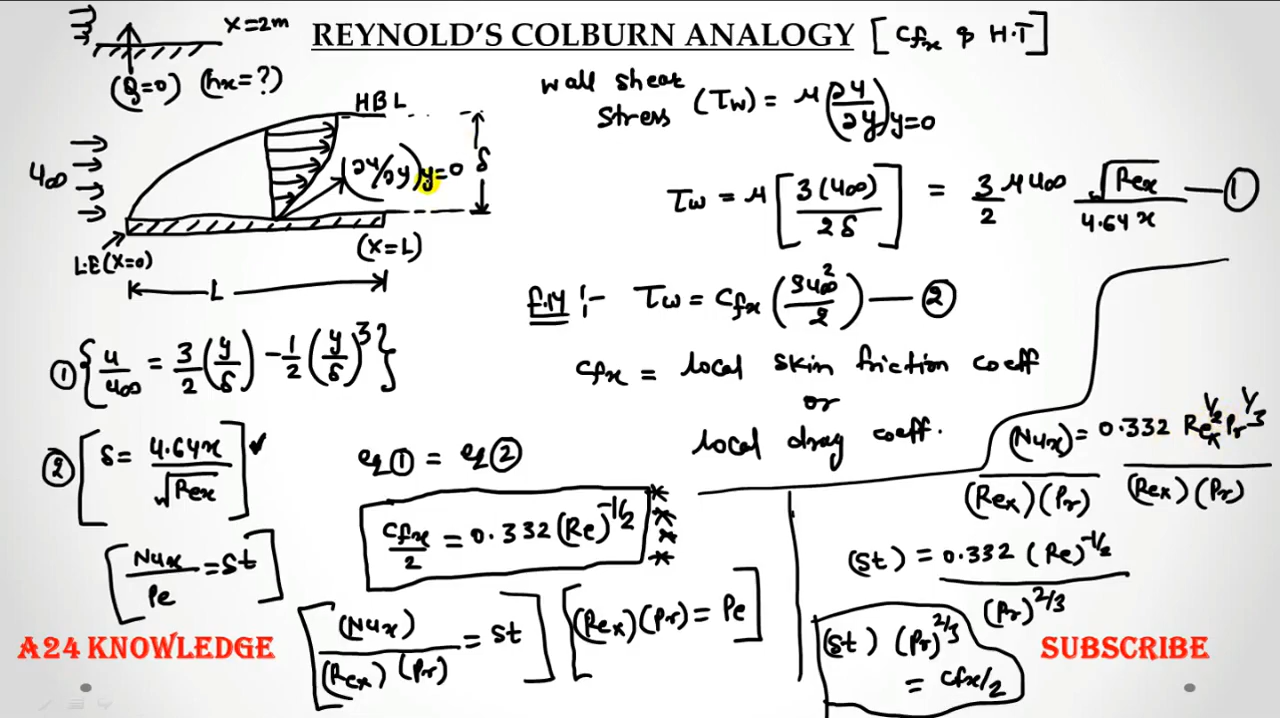 REYNOLD'S COLBURN ANALOGY [Cfx & H.T]
x=2m
(Q=0) (hx=?)
HBL
u∞
(∂u/∂y)y=0
δ
L.E(x=0)
(x=L)
L
① {u/u∞ = 3/2 (y/δ) - 1/2 (y/δ)^3}
② [δ = 4.64x/√Rex] ✓
[Nux/Pe = St]
wall shear stress (τw) = μ(∂u/∂y)y=0
τw = μ[3(u∞)/2δ] = 3/2 μu∞ √Rex/4.64x — ①
f.M :- τw = Cfx (ρu∞^2/2) — ②
Cfx = local skin friction coeff
or
local drag coeff.
eq① = eq②
Cfx/2 = 0.332 (Re)^-1/2
[(Nux)/(Rex)(Pr) = St] [(Rex)(Pr) = Pe]
(Nux)/(Rex)(Pr) = 0.332 Rex^1/2 Pr^1/3/(Rex)(Pr)
(St) = 0.332 (Re)^-1/2/(Pr)^2/3
(St) (Pr)^2/3
= Cfx/2
A24 KNOWLEDGE
SUBSCRIBE